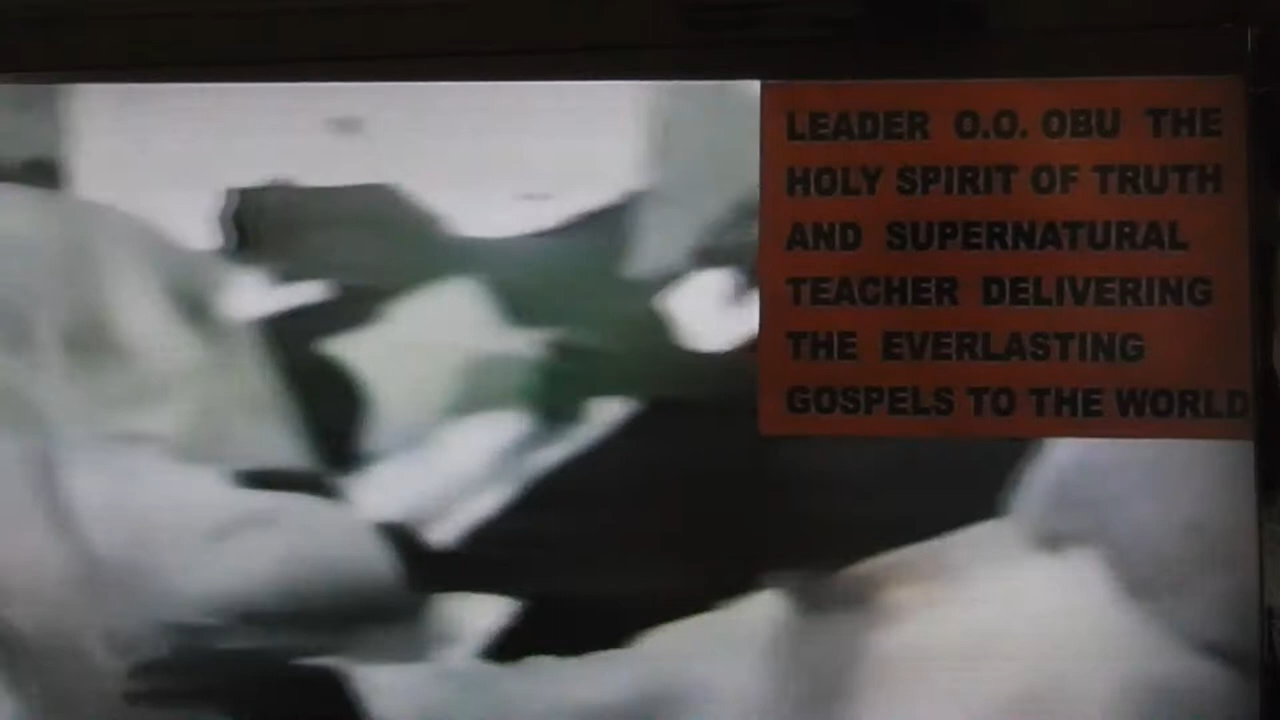 LEADER O.O. OBU THE
HOLY SPIRIT OF TRUTH
AND SUPERNATURAL
TEACHER DELIVERING
THE EVERLASTING
GOSPELS TO THE WORLD